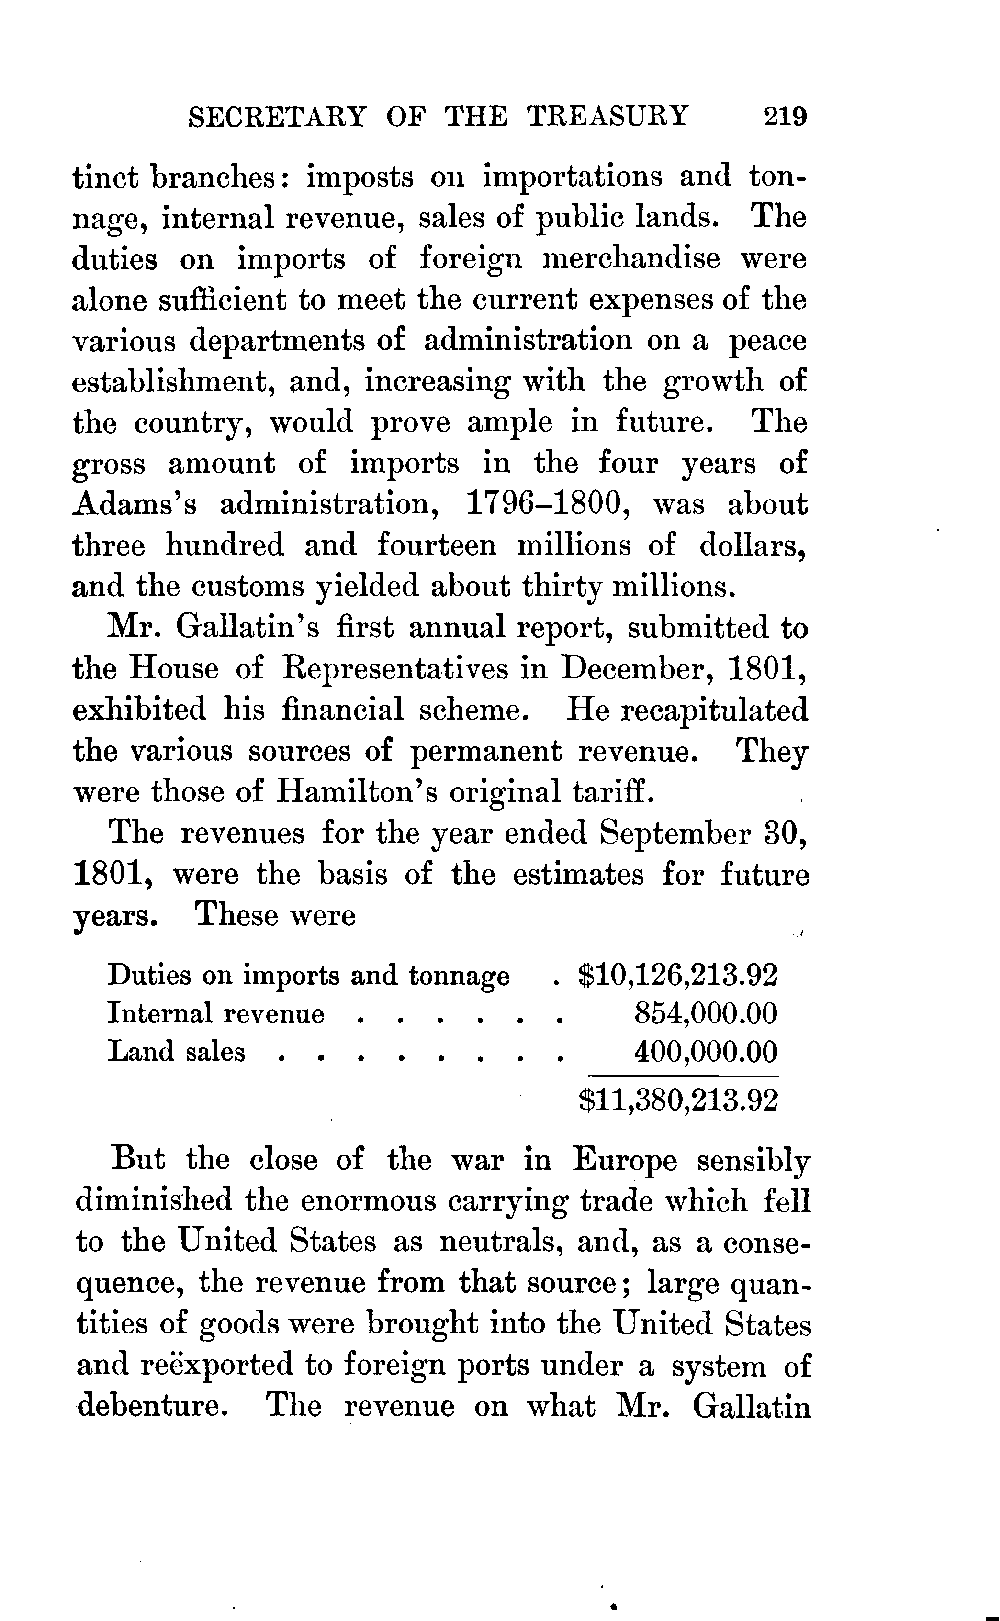 SECRETARY OF THE TREASURY 219
tinct branches: imposts on importations and ton-
nage, internal revenue, sales of public lands. The
duties on imports of foreign merchandise were
alone sufficient to meet the current expenses of the
various departments of administration on a peace
establishment, and, increasing with the growth of
the country, would prove ample in future. The
gross amount of imports in the four years of
Adams's administration, 1796–1800, was about
three hundred and fourteen millions of dollars,
and the customs yielded about thirty millions.
Mr. Gallatin's first annual report, submitted to
the House of Representatives in December, 1801,
exhibited his financial scheme. He recapitulated
the various sources of permanent revenue. They
were those of Hamilton's original tariff.
The revenues for the year ended September 30,
1801, were the basis of the estimates for future
years. These were
Duties on imports and tonnage . $10,126,213.92
Internal revenue . . . . . . 854,000.00
Land sales . . . . . . . . 400,000.00
$11,380,213.92
But the close of the war in Europe sensibly
diminished the enormous carrying trade which fell
to the United States as neutrals, and, as a conse-
quence, the revenue from that source; large quan-
tities of goods were brought into the United States
and reëxported to foreign ports under a system of
debenture. The revenue on what Mr. Gallatin